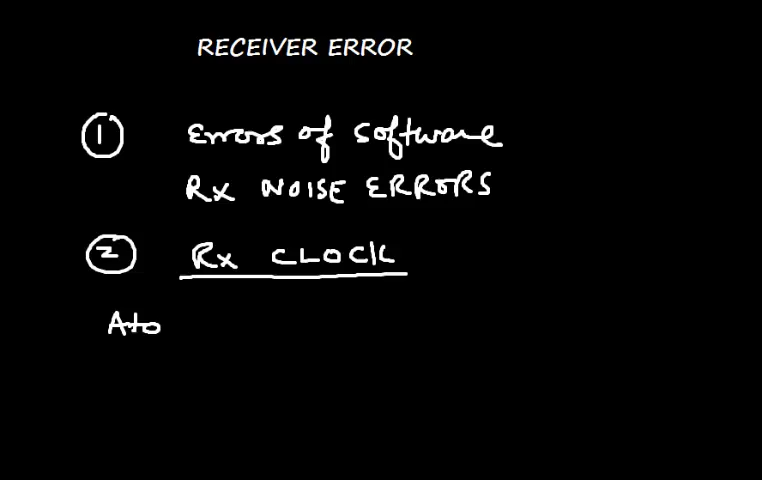 RECEIVER ERROR
① Errors of software
Rx NOISE ERRORS
② Rx CLOCK
Ato